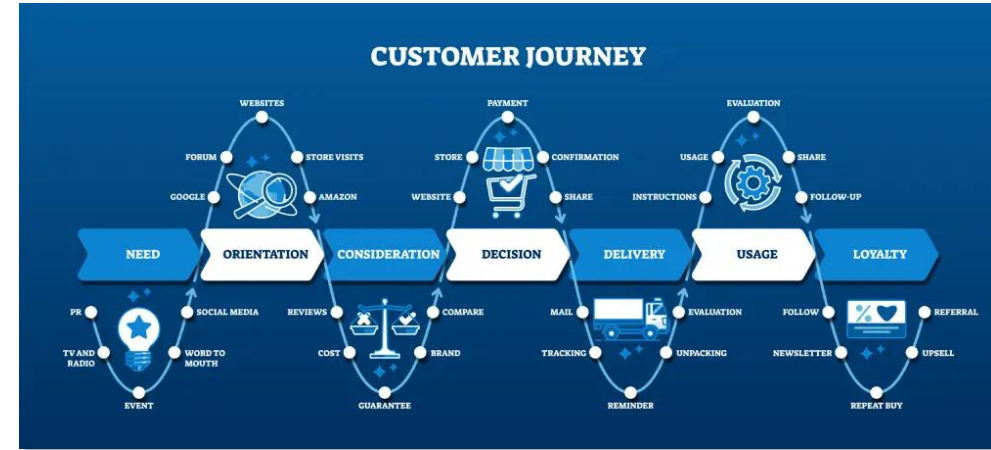 CUSTOMER JOURNEY
WEBSITES
PAYMENT
EVALUATION
FORUM
STORE VISITS
STORE
CONFIRMATION
USAGE
SHARE
GOOGLE
AMAZON
WEBSITE
SHARE
INSTRUCTIONS
FOLLOW-UP
NEED
ORIENTATION
CONSIDERATION
DECISION
DELIVERY
USAGE
LOYALTY
PR
SOCIAL MEDIA
REVIEWS
COMPARE
MAIL
EVALUATION
FOLLOW
%
REFERRAL
TV AND
RADIO
WORD TO
MOUTH
COST
BRAND
TRACKING
UNPACKING
NEWSLETTER
UPSELL
EVENT
GUARANTEE
REMINDER
REPEAT BUY